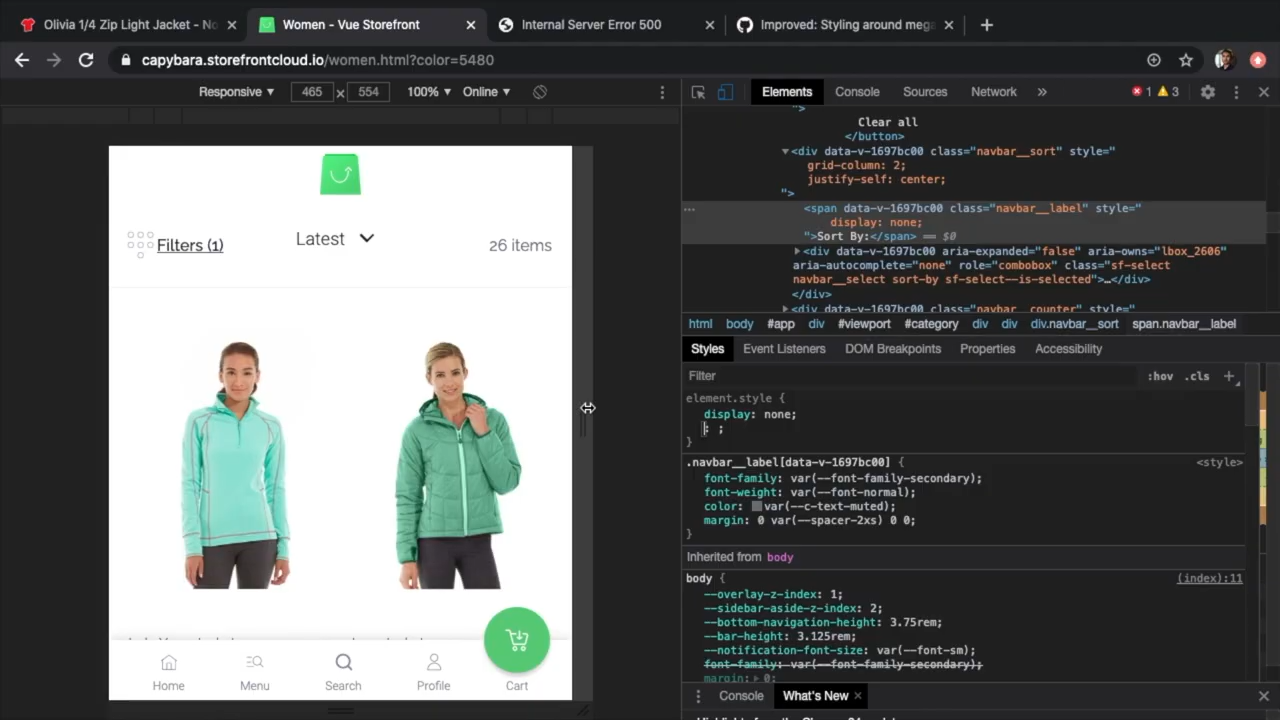 Olivia 1/4 Zip Light Jacket - No
Women - Vue Storefront
Internal Server Error 500
Improved: Styling around mega
capybara.storefrontcloud.io/women.html?color=5480
Responsive ▼ 465 × 554 100% ▼ Online ▼
Elements Console Sources Network » 1 3
Filters (1) Latest 26 items
Home Menu Search Profile Cart
">
Clear all
</button>
▼<div data-v-1697bc00 class="navbar__sort" style="
grid-column: 2;
justify-self: center;
">
… <span data-v-1697bc00 class="navbar__label" style="
display: none;
">Sort By:</span> == $0
▶<div aria-expanded="false" aria-owns="lbox_2606"
aria-autocomplete="none" role="combobox" class="sf-select
navbar__select sort-by sf-select--is-selected">…</div>
</div>
▶<div data-v-1697bc00 class="navbar__counter" style="
html body #app div #viewport #category div div div.navbar__sort span.navbar__label
Styles Event Listeners DOM Breakpoints Properties Accessibility
Filter :hov .cls +
element.style {
display: none;
: ;
}
.navbar__label[data-v-1697bc00] { <style>
font-family: var(--font-family-secondary);
font-weight: var(--font-normal);
color: var(--c-text-muted);
margin: 0 var(--spacer-2xs) 0 0;
}
Inherited from body
body { (index):11
--overlay-z-index: 1;
--sidebar-aside-z-index: 2;
--bottom-navigation-height: 3.75rem;
--bar-height: 3.125rem;
--notification-font-size: var(--font-sm);
font-family: var(--font-family-secondary);
margin: ▶ 0;
Console What's New ×